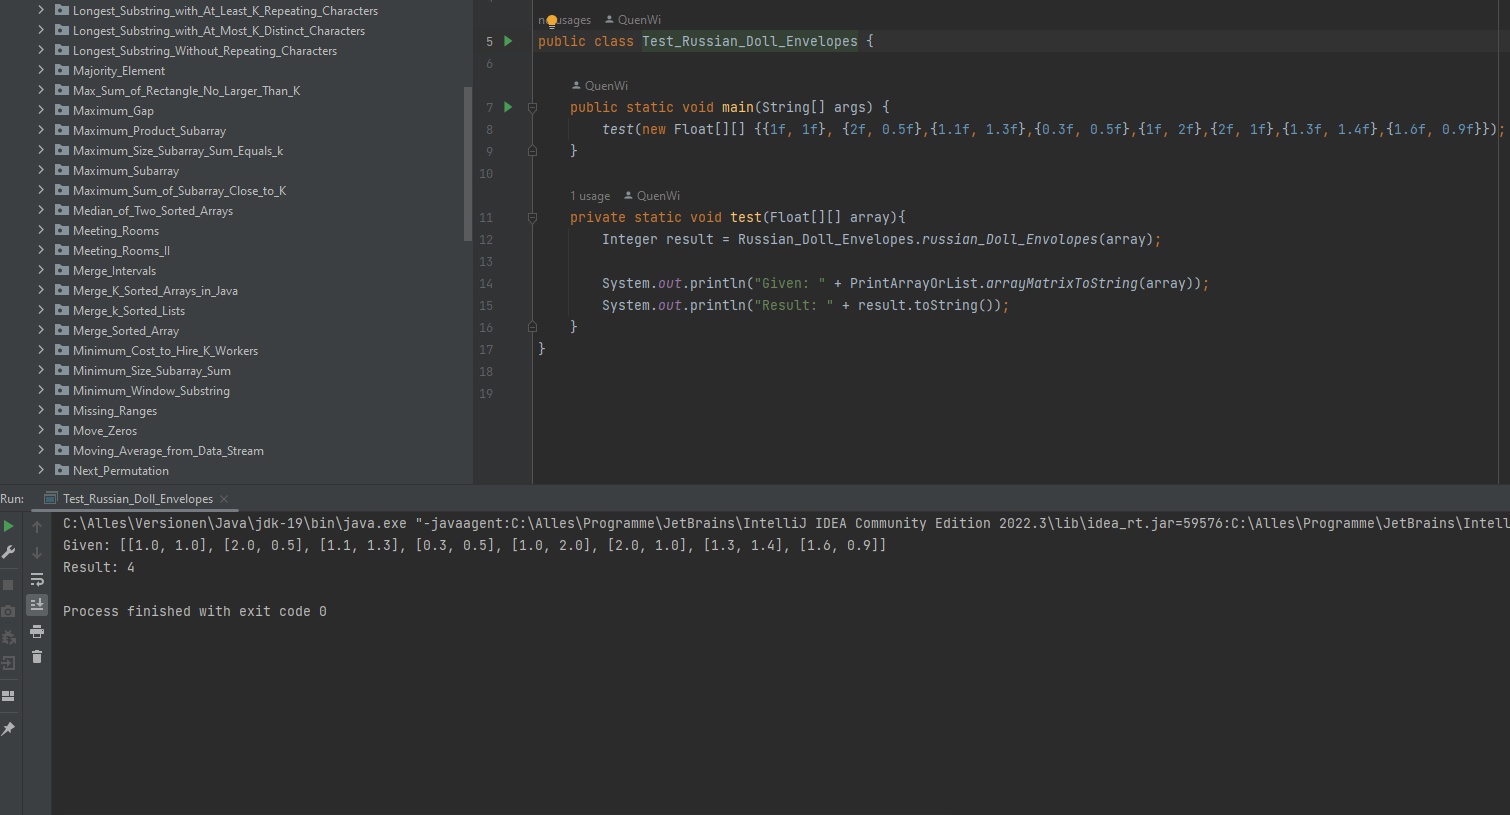 Longest_Substring_with_At_Least_K_Repeating_Characters
Longest_Substring_with_At_Most_K_Distinct_Characters
Longest_Substring_Without_Repeating_Characters
Majority_Element
Max_Sum_of_Rectangle_No_Larger_Than_K
Maximum_Gap
Maximum_Product_Subarray
Maximum_Size_Subarray_Sum_Equals_k
Maximum_Subarray
Maximum_Sum_of_Subarray_Close_to_K
Median_of_Two_Sorted_Arrays
Meeting_Rooms
Meeting_Rooms_II
Merge_Intervals
Merge_K_Sorted_Arrays_in_Java
Merge_k_Sorted_Lists
Merge_Sorted_Array
Minimum_Cost_to_Hire_K_Workers
Minimum_Size_Subarray_Sum
Minimum_Window_Substring
Missing_Ranges
Move_Zeros
Moving_Average_from_Data_Stream
Next_Permutation
usages QuenWi
5 public class Test_Russian_Doll_Envelopes {
6
QuenWi
7 public static void main(String[] args) {
8 test(new Float[][] {{1f, 1f}, {2f, 0.5f},{1.1f, 1.3f},{0.3f, 0.5f},{1f, 2f},{2f, 1f},{1.3f, 1.4f},{1.6f, 0.9f}});
9 }
10
1 usage QuenWi
11 private static void test(Float[][] array){
12 Integer result = Russian_Doll_Envelopes.russian_Doll_Envolopes(array);
13
14 System.out.println("Given: " + PrintArrayOrList.arrayMatrixToString(array));
15 System.out.println("Result: " + result.toString());
16 }
17 }
18
19
Run: Test_Russian_Doll_Envelopes
C:\Alles\Versionen\Java\jdk-19\bin\java.exe "-javaagent:C:\Alles\Programme\JetBrains\IntelliJ IDEA Community Edition 2022.3\lib\idea_rt.jar=59576:C:\Alles\Programme\JetBrains\Intell
Given: [[1.0, 1.0], [2.0, 0.5], [1.1, 1.3], [0.3, 0.5], [1.0, 2.0], [2.0, 1.0], [1.3, 1.4], [1.6, 0.9]]
Result: 4
Process finished with exit code 0